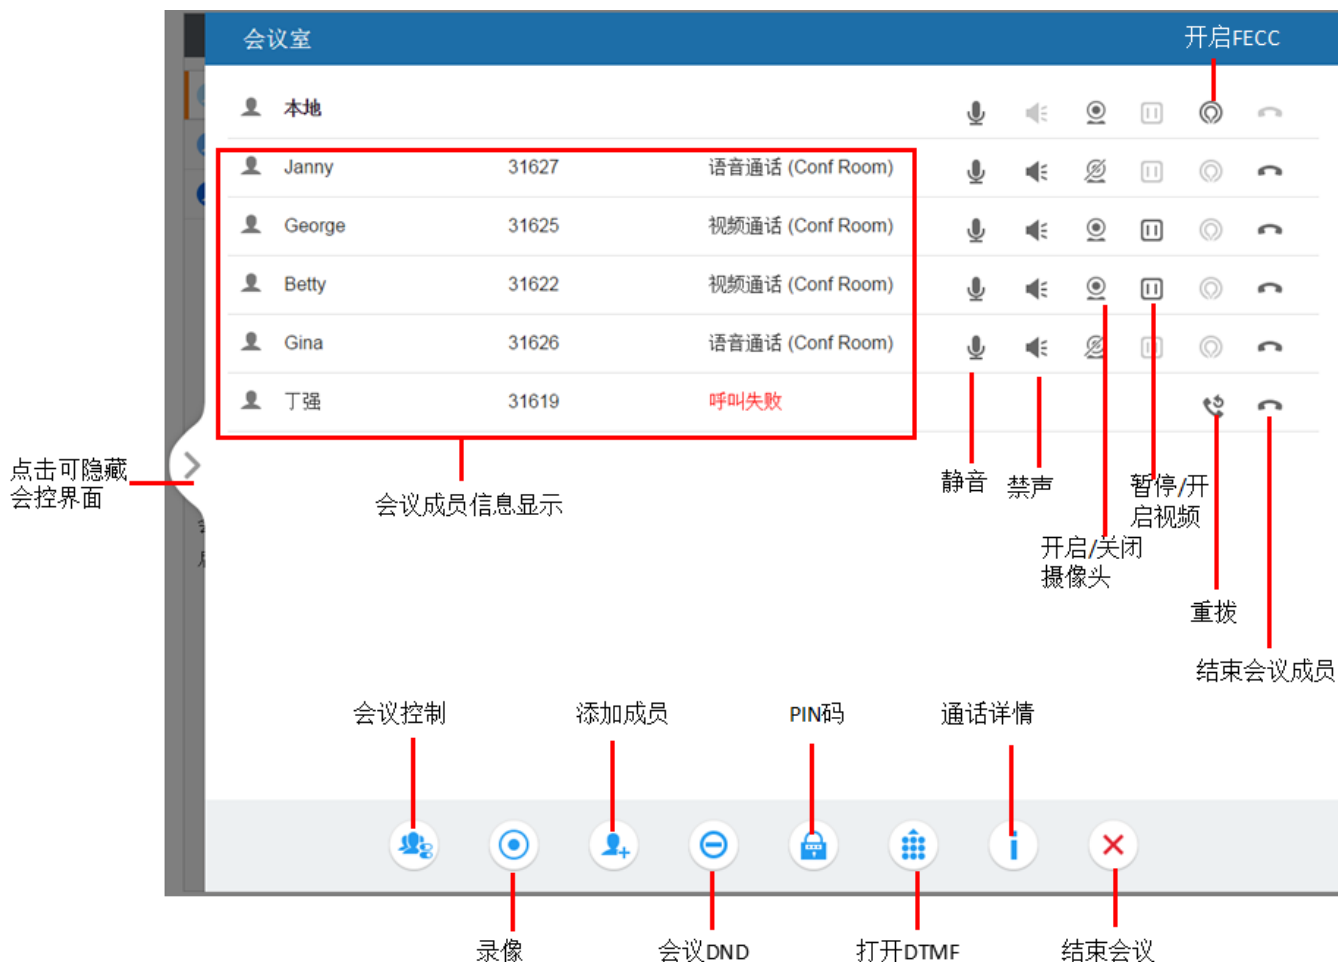 会议室
开启FECC
本地
Janny 31627 语音通话 (Conf Room)
George 31625 视频通话 (Conf Room)
Betty 31622 视频通话 (Conf Room)
Gina 31626 语音通话 (Conf Room)
丁强 31619 呼叫失败
点击可隐藏
会控界面
会议成员信息显示
静音
禁声
暂停/开
启视频
开启/关闭
摄像头
重拨
结束会议成员
会议控制
添加成员
PIN码
通话详情
录像
会议DND
打开DTMF
结束会议